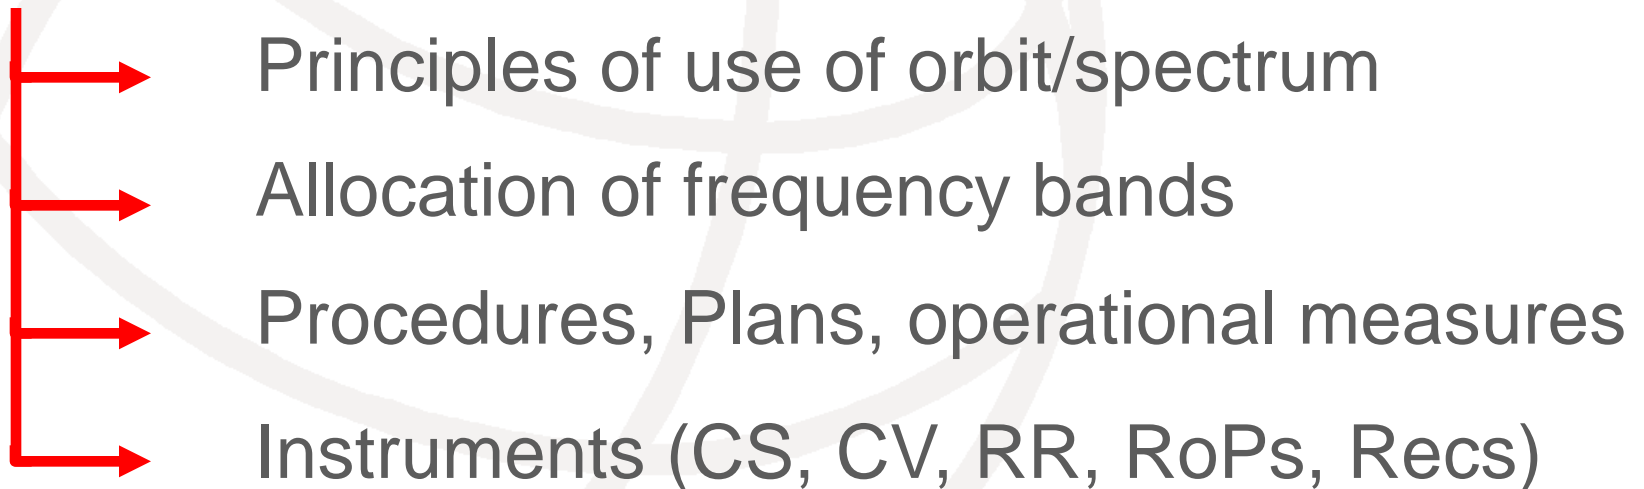 Principles of use of orbit/spectrum
Allocation of frequency bands
Procedures, Plans, operational measures
Instruments (CS, CV, RR, RoPs, Recs)